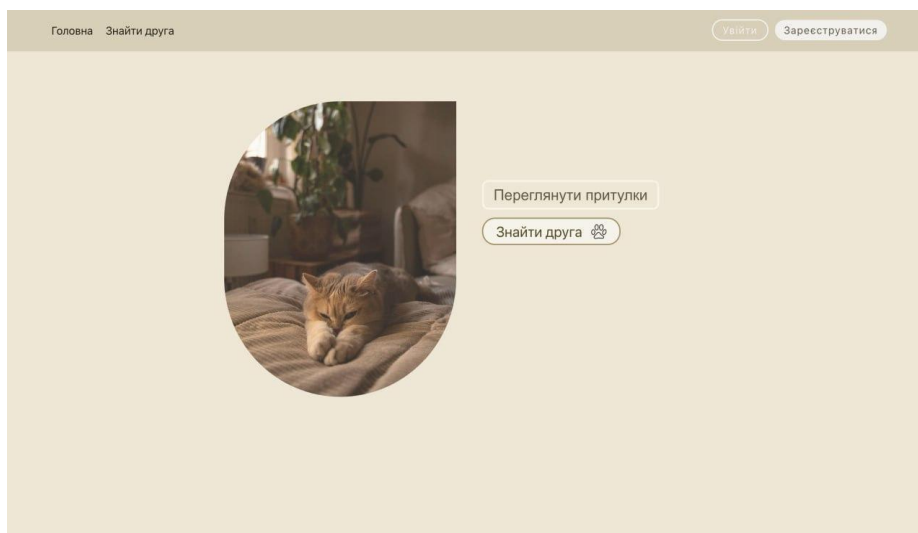 Головна Знайти друга Увійти Зареєструватися
Переглянути притулки
Знайти друга